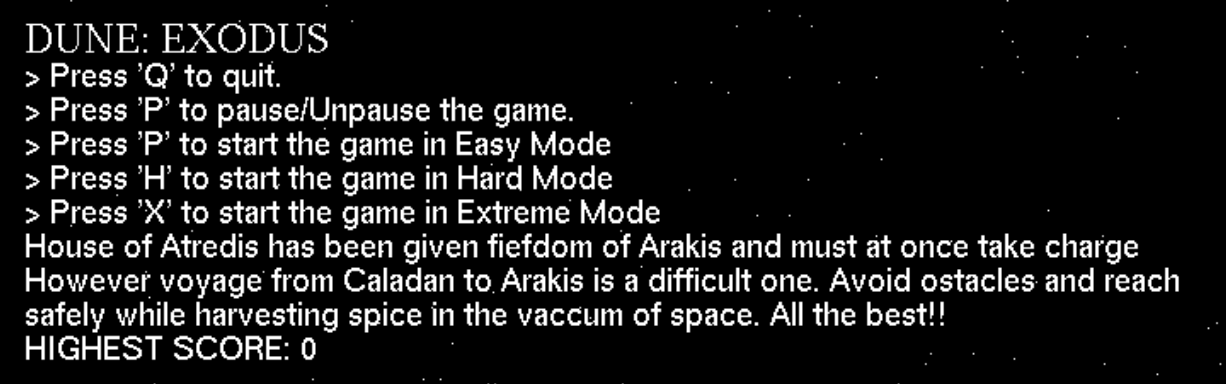 DUNE: EXODUS
> Press 'Q' to quit.
> Press 'P' to pause/Unpause the game.
> Press 'P' to start the game in Easy Mode
> Press 'H' to start the game in Hard Mode
> Press 'X' to start the game in Extreme Mode
House of Atredis has been given fiefdom of Arakis and must at once take charge
However voyage from Caladan to Arakis is a difficult one. Avoid ostacles and reach
safely while harvesting spice in the vaccum of space. All the best!!
HIGHEST SCORE: 0